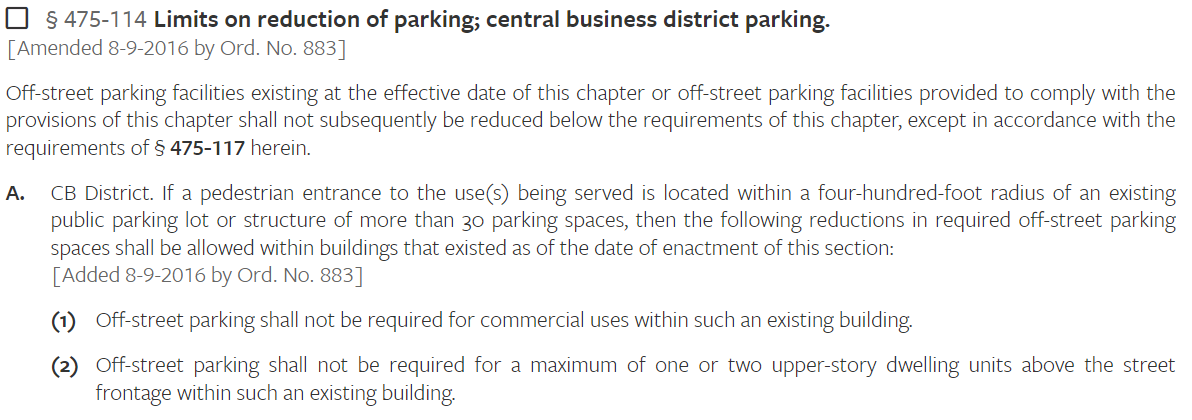 § 475-114 Limits on reduction of parking; central business district parking.
[Amended 8-9-2016 by Ord. No. 883]
Off-street parking facilities existing at the effective date of this chapter or off-street parking facilities provided to comply with the
provisions of this chapter shall not subsequently be reduced below the requirements of this chapter, except in accordance with the
requirements of § 475-117 herein.
A. CB District. If a pedestrian entrance to the use(s) being served is located within a four-hundred-foot radius of an existing
public parking lot or structure of more than 30 parking spaces, then the following reductions in required off-street parking
spaces shall be allowed within buildings that existed as of the date of enactment of this section:
[Added 8-9-2016 by Ord. No. 883]
(1) Off-street parking shall not be required for commercial uses within such an existing building.
(2) Off-street parking shall not be required for a maximum of one or two upper-story dwelling units above the street
frontage within such an existing building.